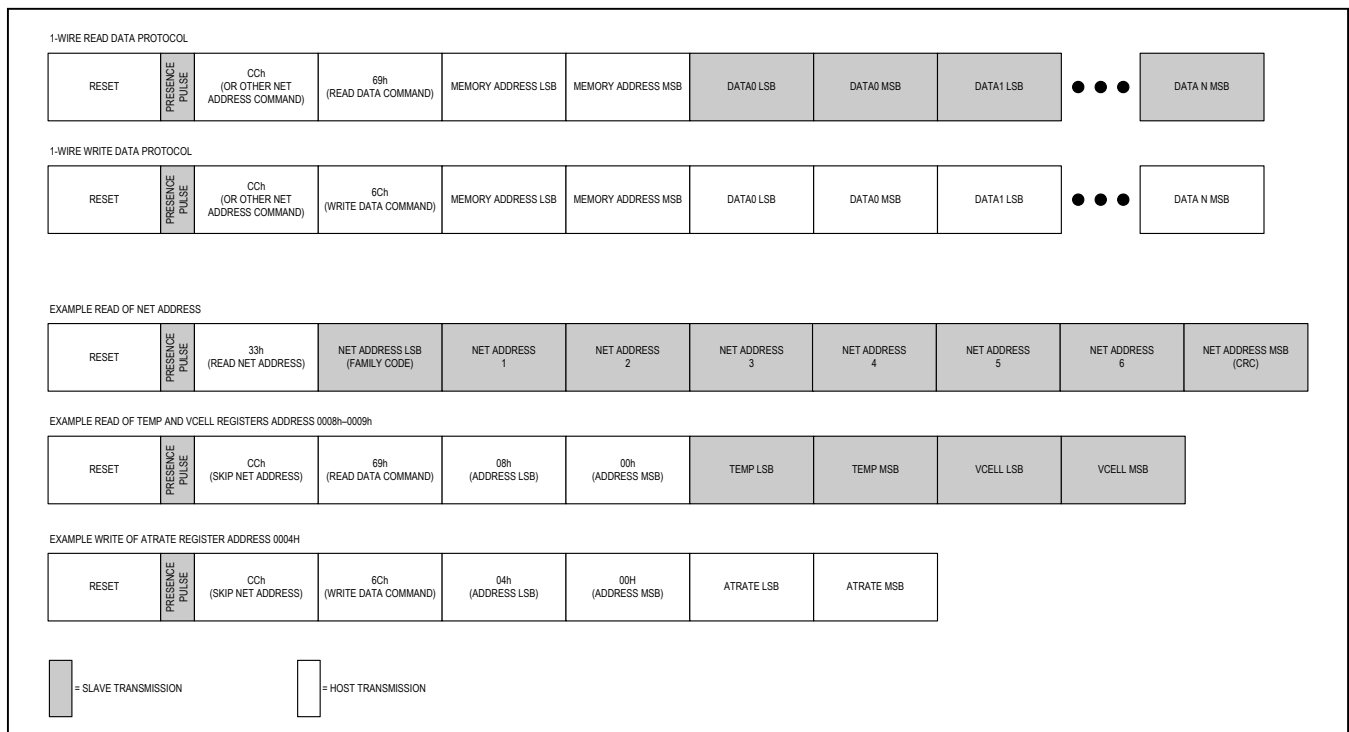 1-WIRE READ DATA PROTOCOL
RESET
PRESENCE
PULSE
CCh
(OR OTHER NET
ADDRESS COMMAND)
69h
(READ DATA COMMAND)
MEMORY ADDRESS LSB
MEMORY ADDRESS MSB
DATA0 LSB
DATA0 MSB
DATA1 LSB
DATA N MSB
1-WIRE WRITE DATA PROTOCOL
RESET
PRESENCE
PULSE
CCh
(OR OTHER NET
ADDRESS COMMAND)
6Ch
(WRITE DATA COMMAND)
MEMORY ADDRESS LSB
MEMORY ADDRESS MSB
DATA0 LSB
DATA0 MSB
DATA1 LSB
DATA N MSB
EXAMPLE READ OF NET ADDRESS
RESET
PRESENCE
PULSE
33h
(READ NET ADDRESS)
NET ADDRESS LSB
(FAMILY CODE)
NET ADDRESS
1
NET ADDRESS
2
NET ADDRESS
3
NET ADDRESS
4
NET ADDRESS
5
NET ADDRESS
6
NET ADDRESS MSB
(CRC)
EXAMPLE READ OF TEMP AND VCELL REGISTERS ADDRESS 0008h–0009h
RESET
PRESENCE
PULSE
CCh
(SKIP NET ADDRESS)
69h
(READ DATA COMMAND)
08h
(ADDRESS LSB)
00h
(ADDRESS MSB)
TEMP LSB
TEMP MSB
VCELL LSB
VCELL MSB
EXAMPLE WRITE OF ATRATE REGISTER ADDRESS 0004H
RESET
PRESENCE
PULSE
CCh
(SKIP NET ADDRESS)
6Ch
(WRITE DATA COMMAND)
04h
(ADDRESS LSB)
00H
(ADDRESS MSB)
ATRATE LSB
ATRATE MSB
= SLAVE TRANSMISSION
= HOST TRANSMISSION